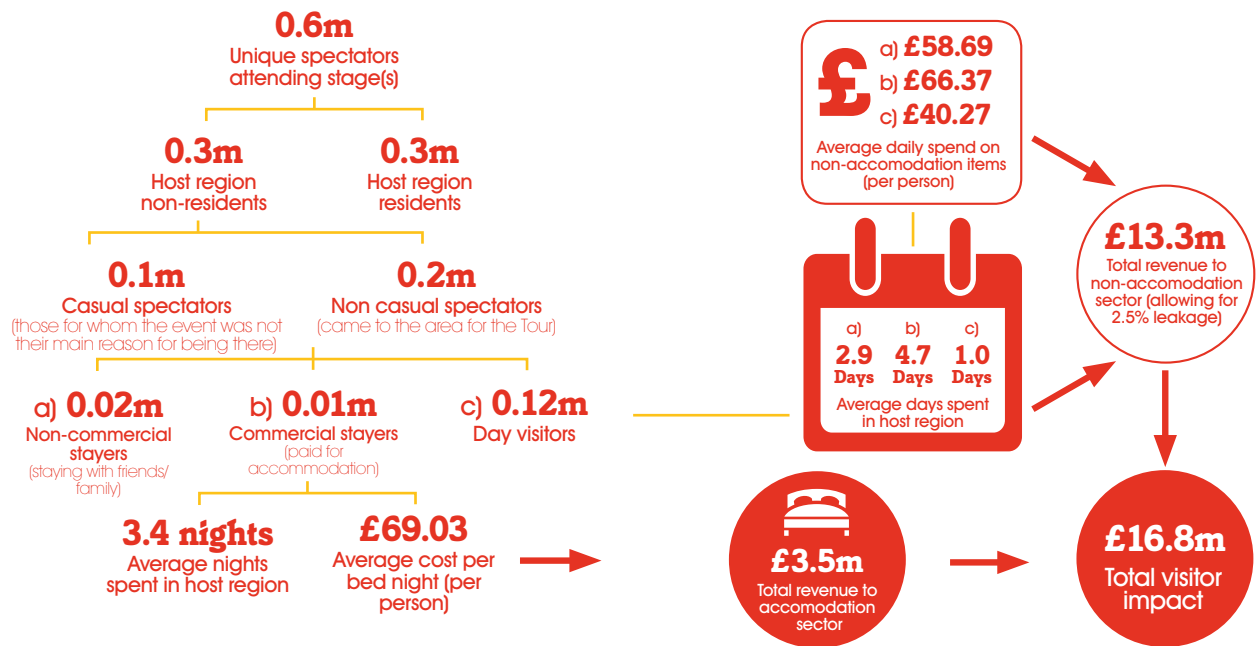 0.6m
Unique spectators
attending stage(s)
0.3m
Host region
non-residents
0.3m
Host region
residents
0.1m
Casual spectators
(those for whom the event was not
their main reason for being there)
0.2m
Non casual spectators
(came to the area for the Tour)
a) 0.02m
Non-commercial
stayers
(staying with friends/
family)
b) 0.01m
Commercial stayers
(paid for
accommodation)
c) 0.12m
Day visitors
3.4 nights
Average nights
spent in host region
£69.03
Average cost per
bed night (per
person)
£
a) £58.69
b) £66.37
c) £40.27
Average daily spend on
non-accomodation items
(per person)
a) b) c)
2.9 4.7 1.0
Days Days Days
Average days spent
in host region
£13.3m
Total revenue to
non-accomodation
sector (allowing for
2.5% leakage)
£3.5m
Total revenue to
accomodation
sector
£16.8m
Total visitor
impact